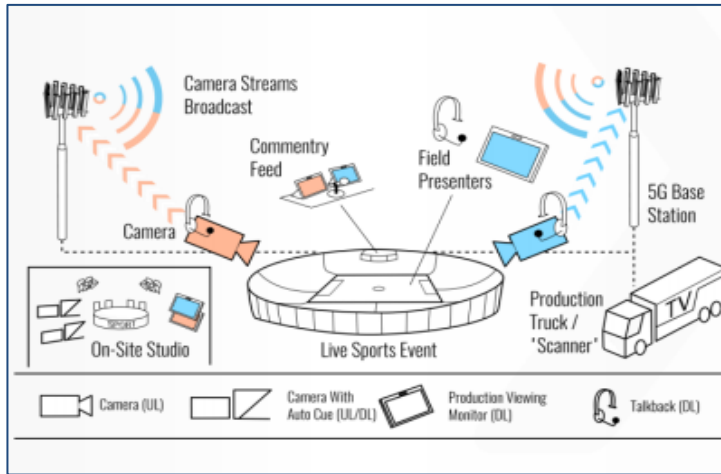 Camera Streams
Broadcast
Commentry
Feed
Field
Presenters
5G Base
Station
Camera
SPORT
On-Site Studio
Live Sports Event
Production
Truck /
'Scanner'
TV
Camera (UL)
Camera With
Auto Cue (UL/DL)
Production Viewing
Monitor (DL)
Talkback (DL)